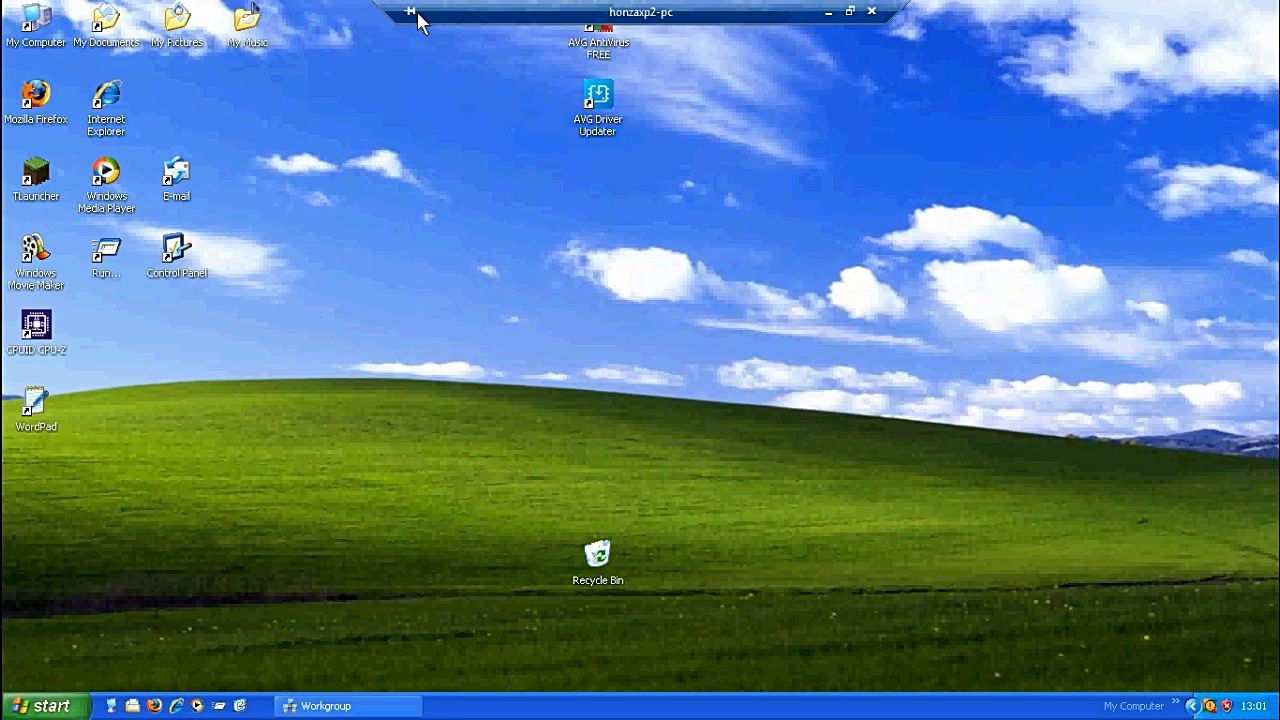 honzaxp2-pc
My Computer
My Documents
My Pictures
My Music
AVG AntiVirus
FREE
Mozilla Firefox
Internet
Explorer
AVG Driver
Updater
TLauncher
Windows
Media Player
E-mail
Windows
Movie Maker
Run...
Control Panel
CPUID CPU-Z
WordPad
Recycle Bin
start
Workgroup
My Computer
13:01